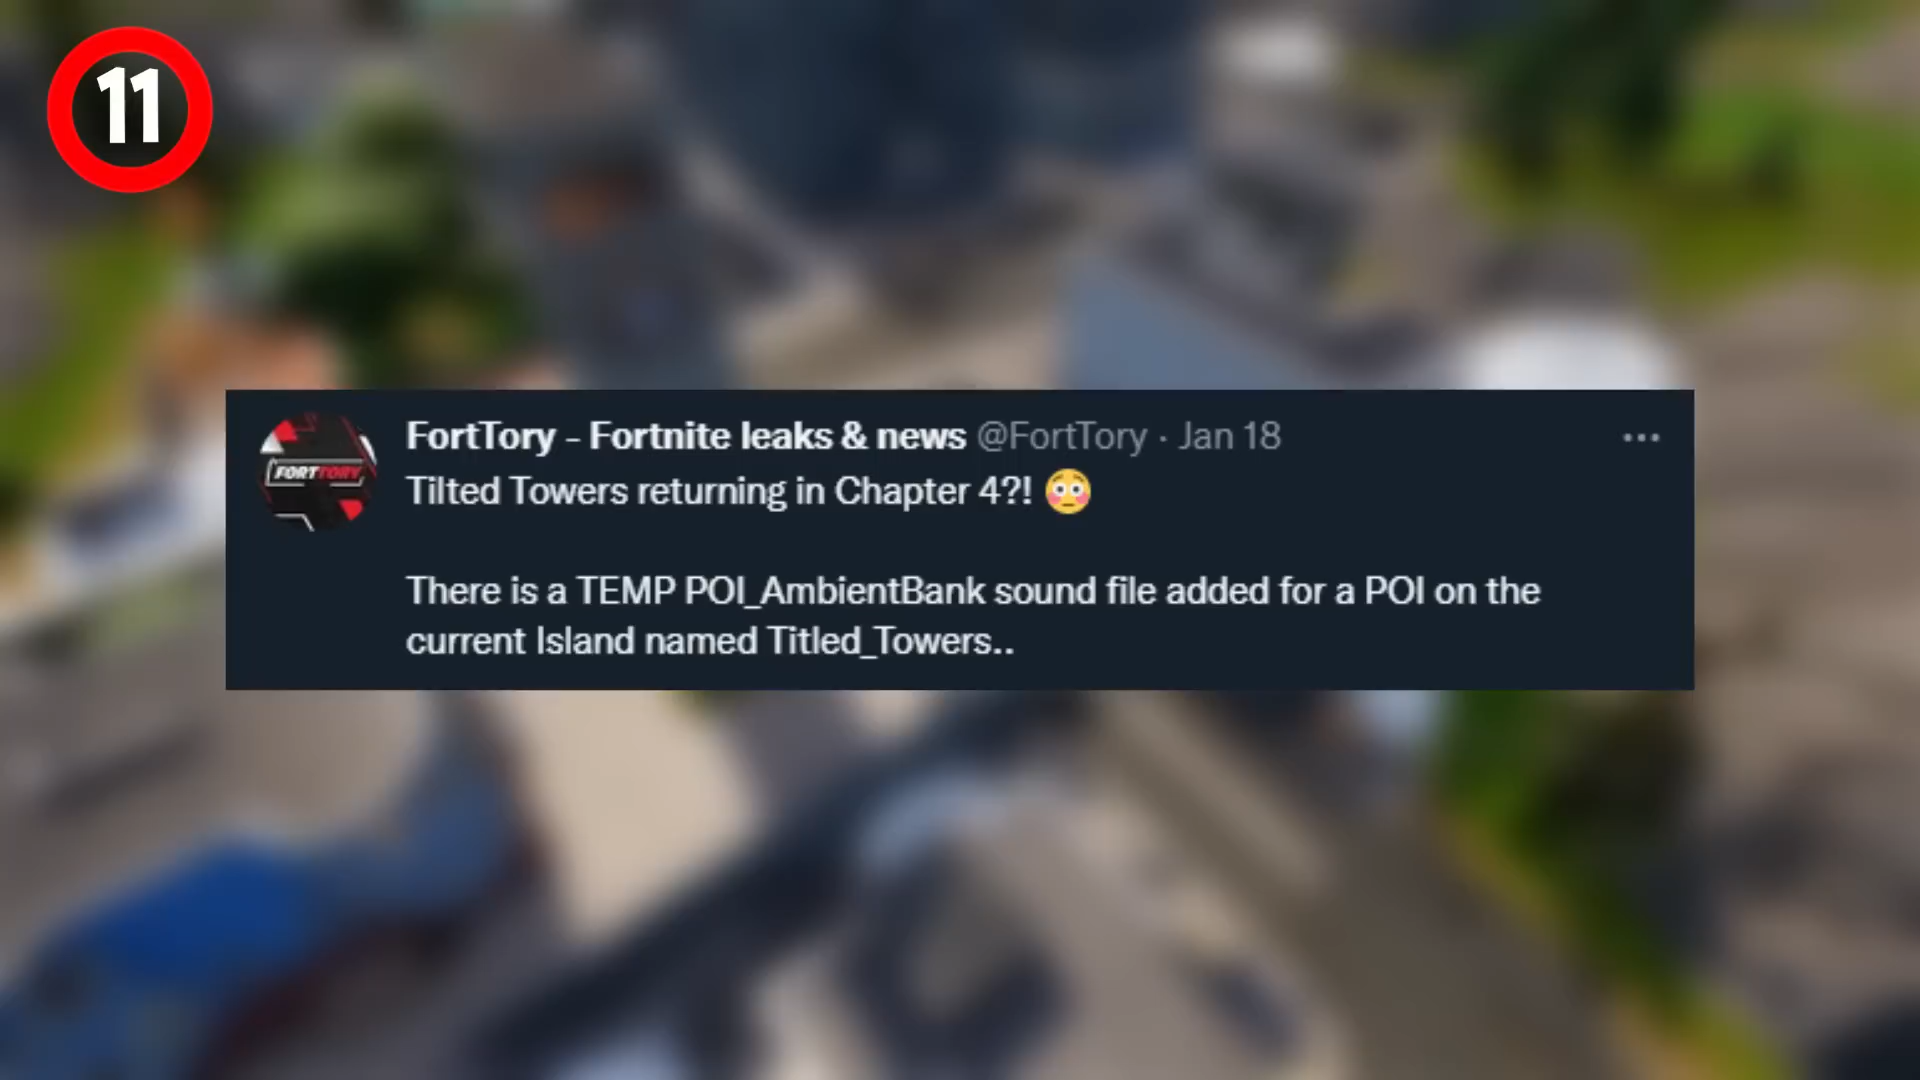 11
FORTTORY
FortTory - Fortnite leaks & news @FortTory · Jan 18
Tilted Towers returning in Chapter 4?! 😳
There is a TEMP POI_AmbientBank sound file added for a POI on the
current Island named Titled_Towers..